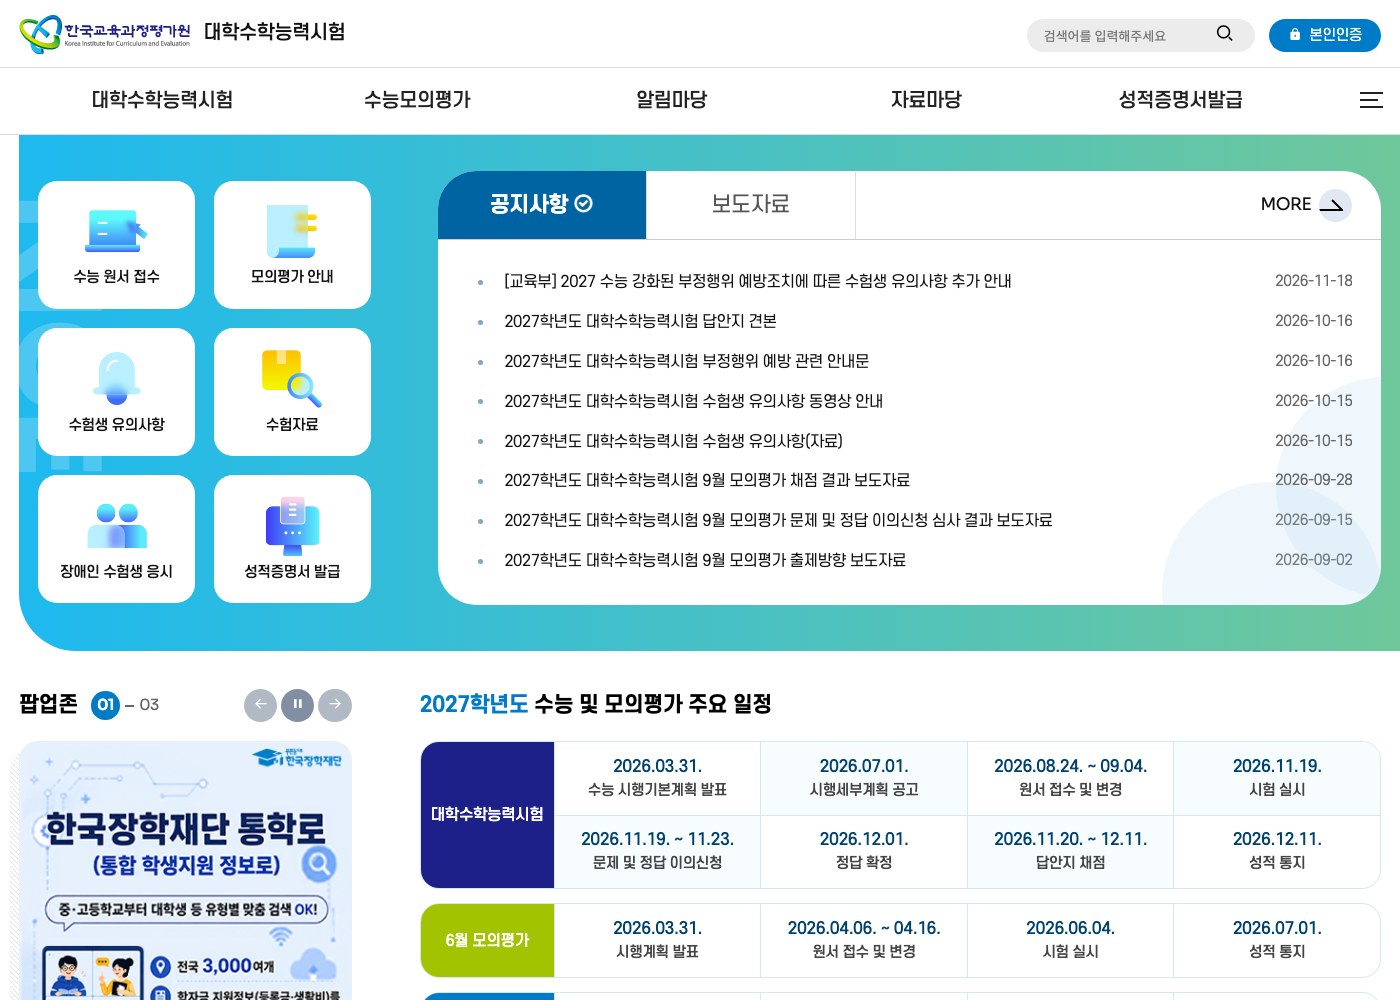 한국교육과정평가원
Korea Institute for Curriculum and Evaluation
대학수학능력시험
검색어를 입력해주세요
본인인증
대학수학능력시험
수능모의평가
알림마당
자료마당
성적증명서발급
수능 원서 접수
모의평가 안내
수험생 유의사항
수험자료
장애인 수험생 응시
성적증명서 발급
공지사항
보도자료
MORE
[교육부] 2027 수능 강화된 부정행위 예방조치에 따른 수험생 유의사항 추가 안내 2026-11-18
2027학년도 대학수학능력시험 답안지 견본 2026-10-16
2027학년도 대학수학능력시험 부정행위 예방 관련 안내문 2026-10-16
2027학년도 대학수학능력시험 수험생 유의사항 동영상 안내 2026-10-15
2027학년도 대학수학능력시험 수험생 유의사항(자료) 2026-10-15
2027학년도 대학수학능력시험 9월 모의평가 채점 결과 보도자료 2026-09-28
2027학년도 대학수학능력시험 9월 모의평가 문제 및 정답 이의신청 심사 결과 보도자료 2026-09-15
2027학년도 대학수학능력시험 9월 모의평가 출제방향 보도자료 2026-09-02
팝업존 01 – 03
한국장학재단
한국장학재단 통학로
(통합 학생지원 정보로)
중·고등학교부터 대학생 등 유형별 맞춤 검색 OK!
전국 3,000여개
학자금 지원정보(등록금·생활비)를
2027학년도 수능 및 모의평가 주요 일정
대학수학능력시험
2026.03.31.
수능 시행기본계획 발표
2026.07.01.
시행세부계획 공고
2026.08.24. ~ 09.04.
원서 접수 및 변경
2026.11.19.
시험 실시
2026.11.19. ~ 11.23.
문제 및 정답 이의신청
2026.12.01.
정답 확정
2026.11.20. ~ 12.11.
답안지 채점
2026.12.11.
성적 통지
6월 모의평가
2026.03.31.
시행계획 발표
2026.04.06. ~ 04.16.
원서 접수 및 변경
2026.06.04.
시험 실시
2026.07.01.
성적 통지